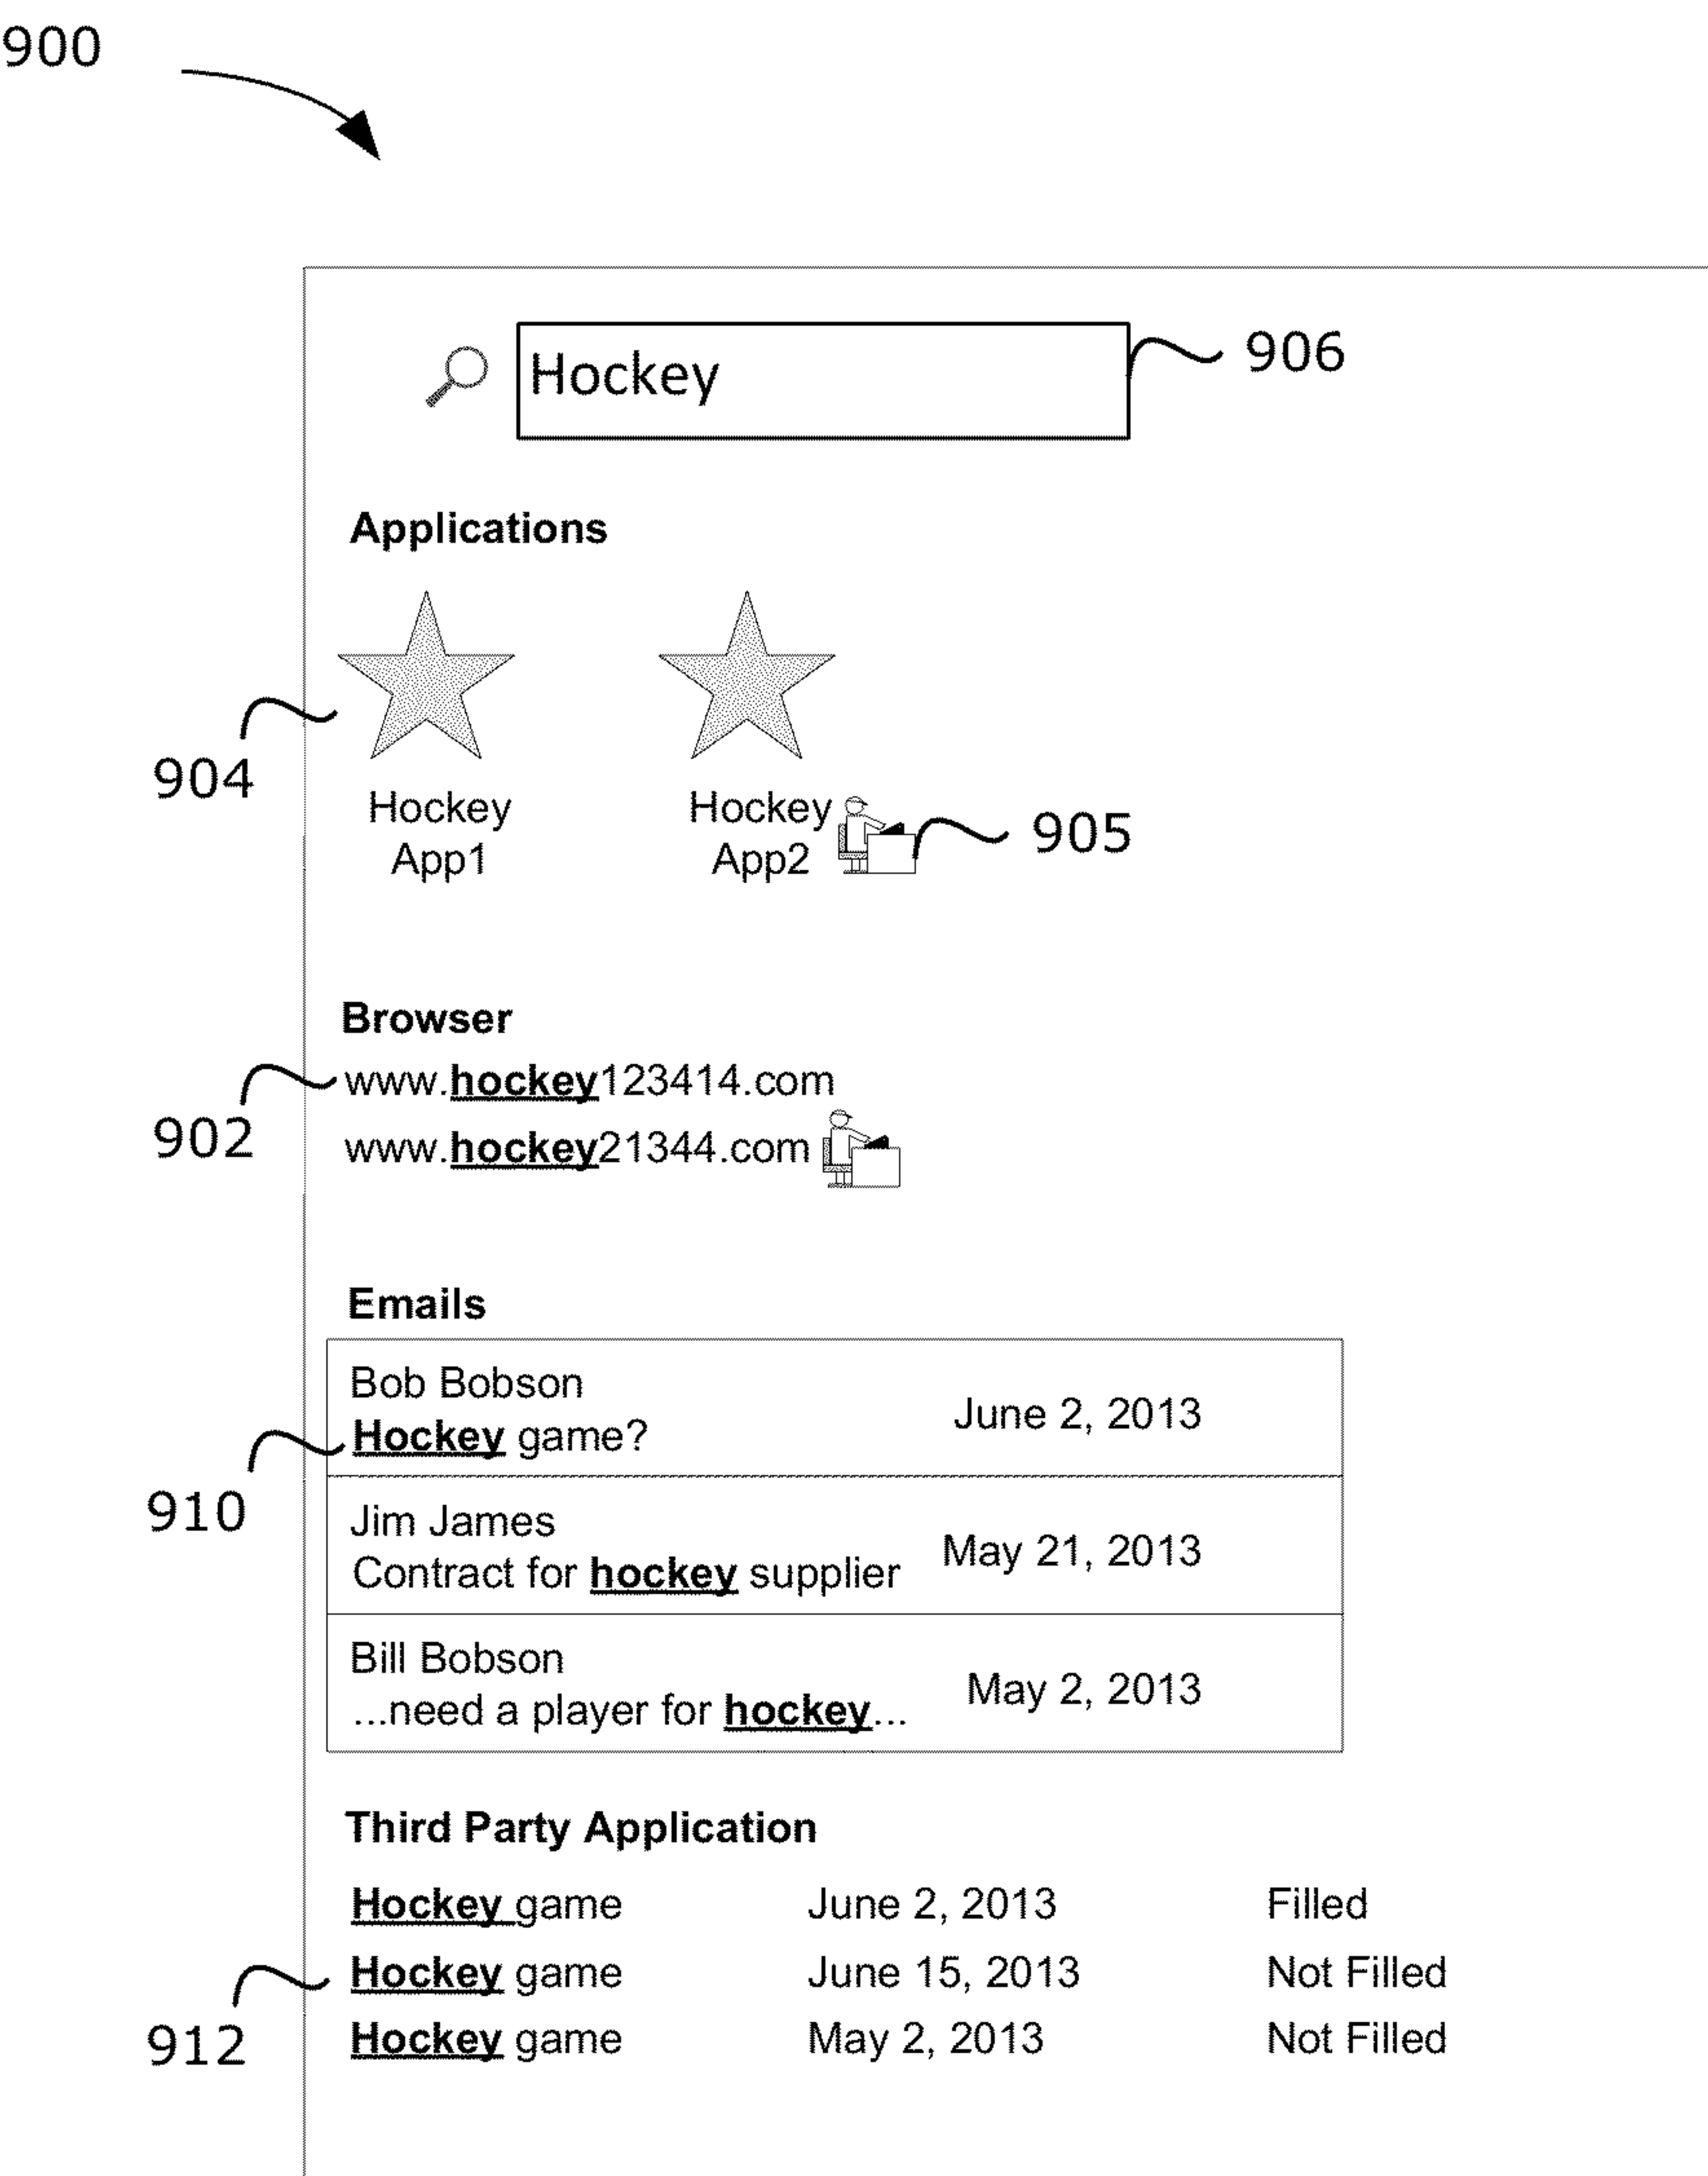 900
Hockey
906
Applications
904
Hockey App1
Hockey App2
905
Browser
www.hockey123414.com
902
www.hockey21344.com
Emails
Bob Bobson
June 2, 2013
Hockey game?
910
Jim James
May 21, 2013
Contract for hockey supplier
Bill Bobson
May 2, 2013
...need a player for hockey...
Third Party Application
Hockey game June 2, 2013 Filled
Hockey game June 15, 2013 Not Filled
912
Hockey game May 2, 2013 Not Filled